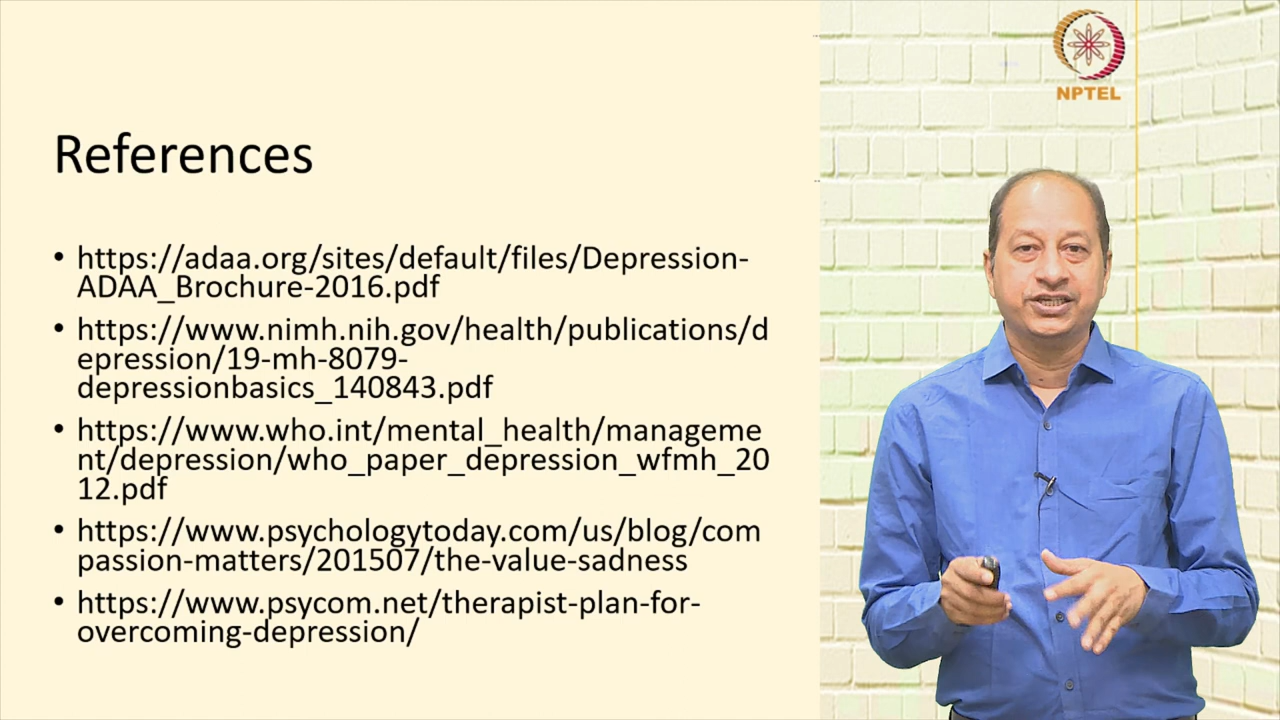 References
• https://adaa.org/sites/default/files/Depression-
ADAA_Brochure-2016.pdf
• https://www.nimh.nih.gov/health/publications/d
epression/19-mh-8079-
depressionbasics_140843.pdf
• https://www.who.int/mental_health/manageme
nt/depression/who_paper_depression_wfmh_20
12.pdf
• https://www.psychologytoday.com/us/blog/com
passion-matters/201507/the-value-sadness
• https://www.psycom.net/therapist-plan-for-
overcoming-depression/
NPTEL